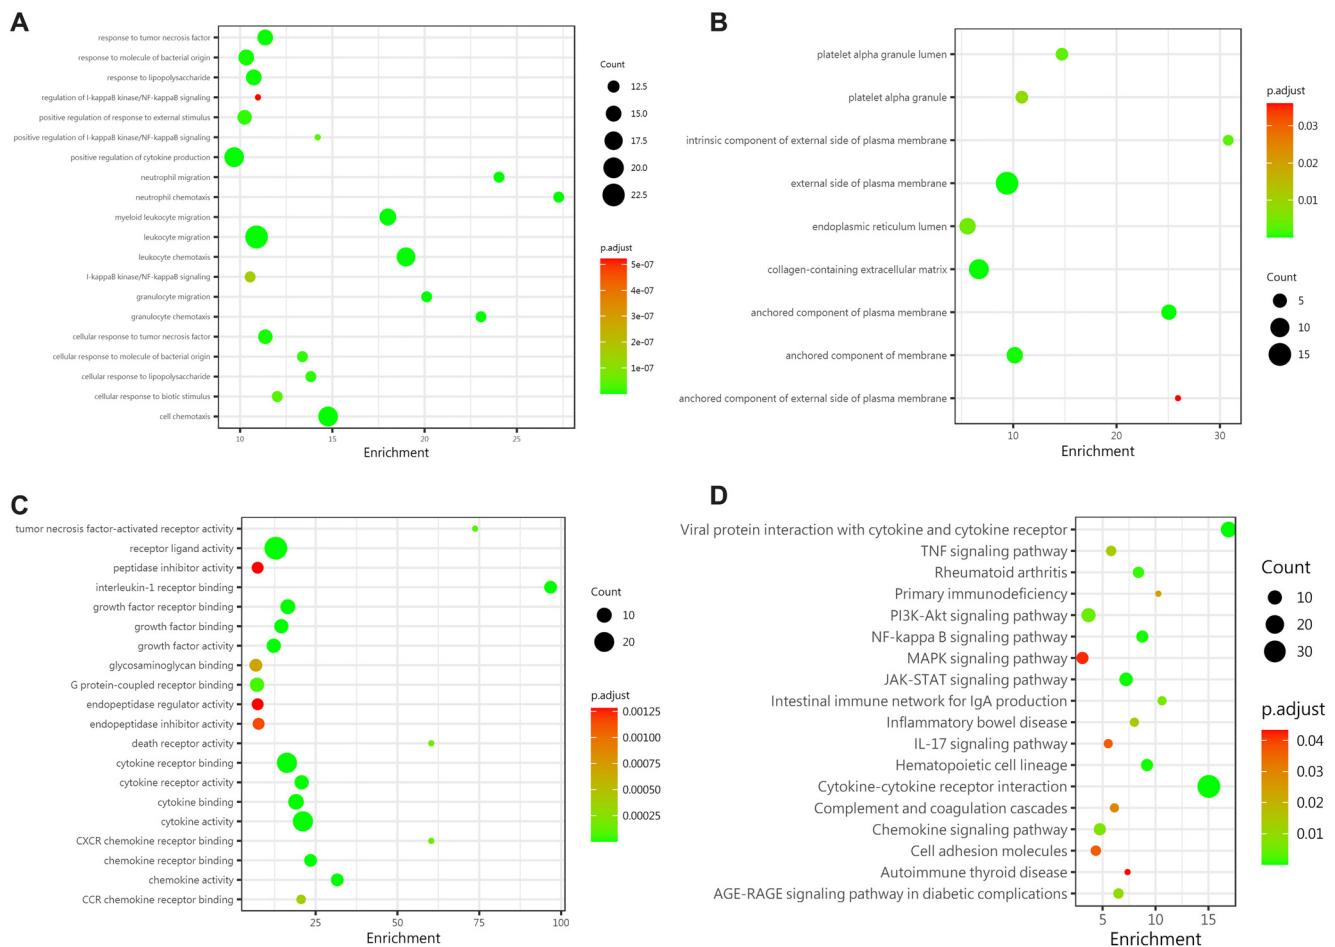 A
response to tumor necrosis factor
response to molecule of bacterial origin
response to lipopolysaccharide
regulation of I-kappaB kinase/NF-kappaB signaling
positive regulation of response to external stimulus
positive regulation of I-kappaB kinase/NF-kappaB signaling
positive regulation of cytokine production
neutrophil migration
neutrophil chemotaxis
myeloid leukocyte migration
leukocyte migration
leukocyte chemotaxis
I-kappaB kinase/NF-kappaB signaling
granulocyte migration
granulocyte chemotaxis
cellular response to tumor necrosis factor
cellular response to molecule of bacterial origin
cellular response to lipopolysaccharide
cellular response to biotic stimulus
cell chemotaxis
10 15 20 25
Enrichment
Count
12.5
15.0
17.5
20.0
22.5
p.adjust
5e-07
4e-07
3e-07
2e-07
1e-07
B
platelet alpha granule lumen
platelet alpha granule
intrinsic component of external side of plasma membrane
external side of plasma membrane
endoplasmic reticulum lumen
collagen-containing extracellular matrix
anchored component of plasma membrane
anchored component of membrane
anchored component of external side of plasma membrane
10 20 30
Enrichment
p.adjust
0.03
0.02
0.01
Count
5
10
15
C
tumor necrosis factor-activated receptor activity
receptor ligand activity
peptidase inhibitor activity
interleukin-1 receptor binding
growth factor receptor binding
growth factor binding
growth factor activity
glycosaminoglycan binding
G protein-coupled receptor binding
endopeptidase regulator activity
endopeptidase inhibitor activity
death receptor activity
cytokine receptor binding
cytokine receptor activity
cytokine binding
cytokine activity
CXCR chemokine receptor binding
chemokine receptor binding
chemokine activity
CCR chemokine receptor binding
25 50 75 100
Enrichment
Count
10
20
p.adjust
0.00125
0.00100
0.00075
0.00050
0.00025
D
Viral protein interaction with cytokine and cytokine receptor
TNF signaling pathway
Rheumatoid arthritis
Primary immunodeficiency
PI3K-Akt signaling pathway
NF-kappa B signaling pathway
MAPK signaling pathway
JAK-STAT signaling pathway
Intestinal immune network for IgA production
Inflammatory bowel disease
IL-17 signaling pathway
Hematopoietic cell lineage
Cytokine-cytokine receptor interaction
Complement and coagulation cascades
Chemokine signaling pathway
Cell adhesion molecules
Autoimmune thyroid disease
AGE-RAGE signaling pathway in diabetic complications
5 10 15
Enrichment
Count
10
20
30
p.adjust
0.04
0.03
0.02
0.01